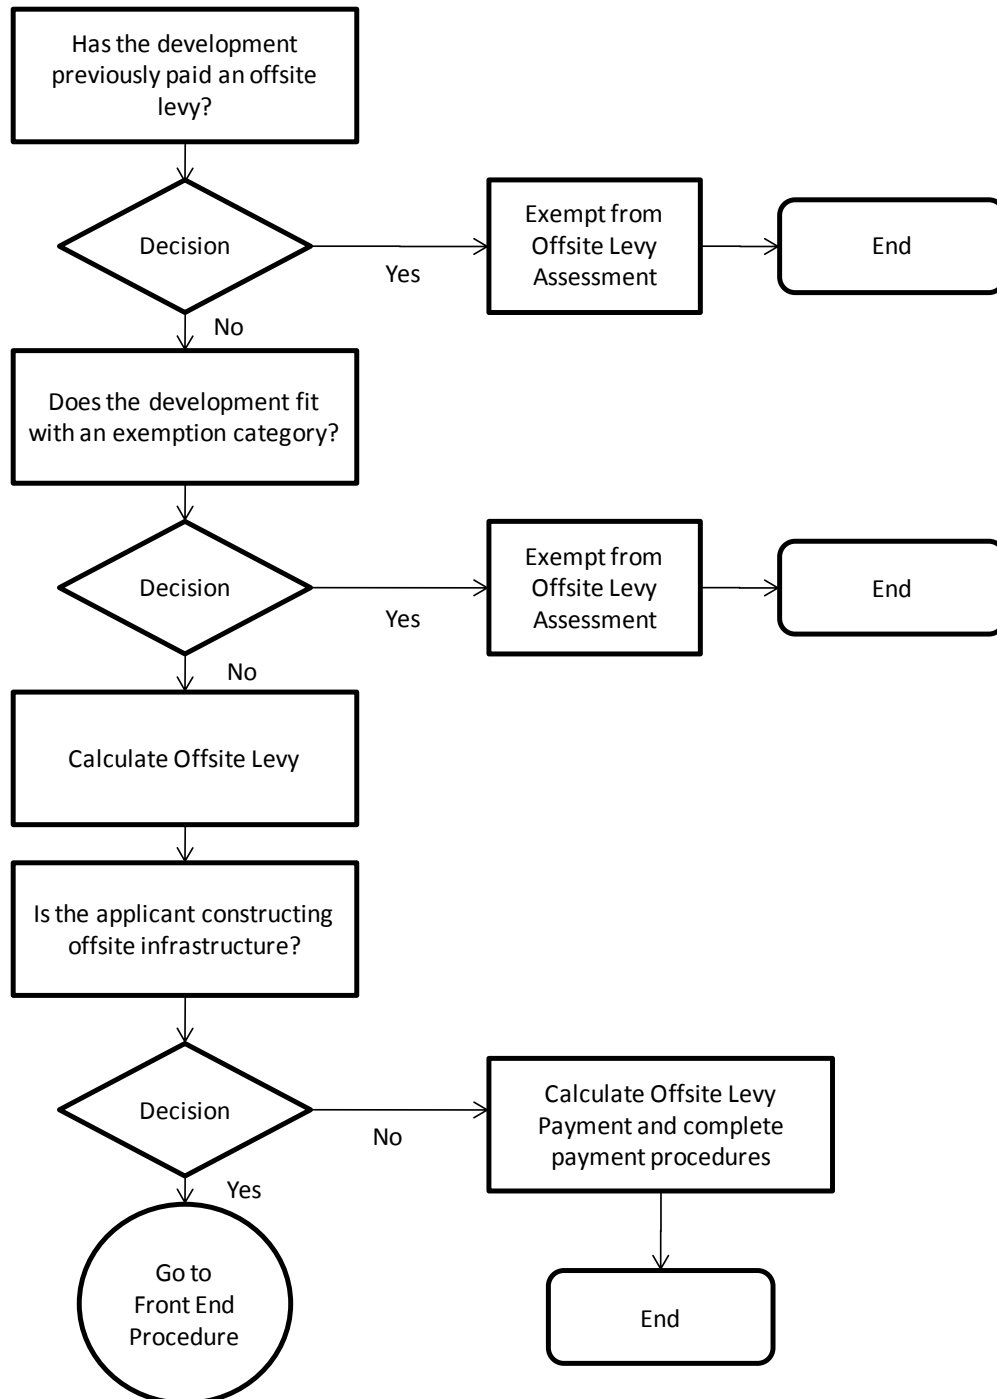 Has the development
previously paid an offsite
levy?
Decision
Yes
Exempt from
Offsite Levy
Assessment
End
No
Does the development fit
with an exemption category?
Decision
Yes
Exempt from
Offsite Levy
Assessment
End
No
Calculate Offsite Levy
Is the applicant constructing
offsite infrastructure?
Decision
No
Calculate Offsite Levy
Payment and complete
payment procedures
Yes
Go to
Front End
Procedure
End